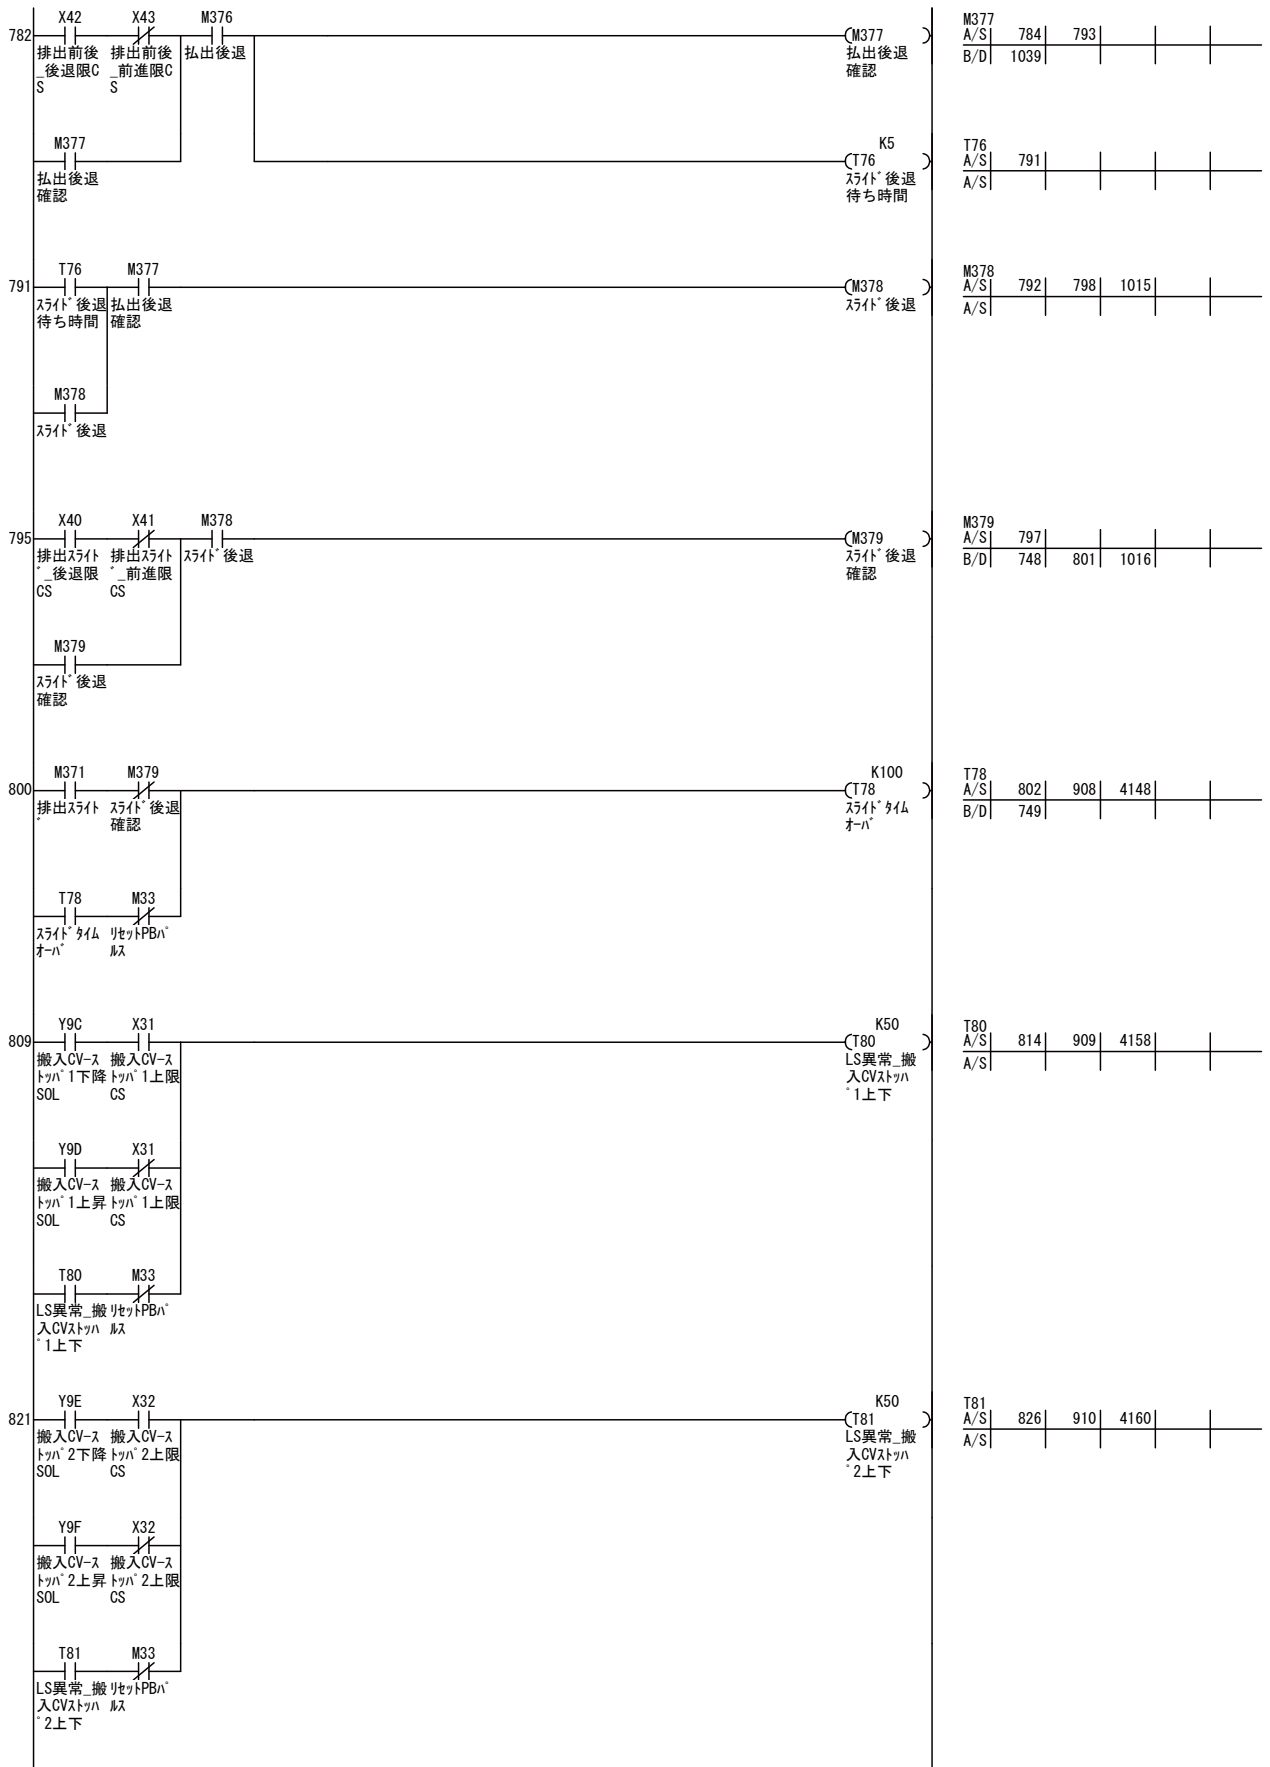 X42 X43 M376 M377
782 (M377 ) A/S 784 793
排出前後 排出前後 払出後退 払出後退 B/D 1039
_後退限C _前進限C 確認
S S
M377 K5 T76
(T76 ) A/S 791
払出後退 ｽﾗｲﾄﾞ後退 A/S
確認 待ち時間
T76 M377 M378
791 (M378 ) A/S 792 798 1015
ｽﾗｲﾄﾞ後退 払出後退 ｽﾗｲﾄﾞ後退 A/S
待ち時間 確認
M378
ｽﾗｲﾄﾞ後退
X40 X41 M378 M379
795 (M379 ) A/S 797
排出ｽﾗｲﾄ 排出ｽﾗｲﾄ ｽﾗｲﾄﾞ後退 ｽﾗｲﾄﾞ後退 B/D 748 801 1016
ﾞ_後退限 ﾞ_前進限 確認
CS CS
M379
ｽﾗｲﾄﾞ後退
確認
M371 M379 K100 T78
800 (T78 ) A/S 802 908 4148
排出ｽﾗｲﾄ ｽﾗｲﾄﾞ後退 ｽﾗｲﾄﾞﾀｲﾑ B/D 749
ﾞ 確認 ｵｰﾊﾞ
T78 M33
ｽﾗｲﾄﾞﾀｲﾑ ﾘｾｯﾄPBﾊﾟ
ｵｰﾊﾞ ﾙｽ
Y9C X31 K50 T80
809 (T80 ) A/S 814 909 4158
搬入CV-ｽ 搬入CV-ｽ LS異常_搬 A/S
ﾄｯﾊﾟ1下降 ﾄｯﾊﾟ1上限 入CVｽﾄｯﾊ
SOL CS ﾟ1上下
Y9D X31
搬入CV-ｽ 搬入CV-ｽ
ﾄｯﾊﾟ1上昇 ﾄｯﾊﾟ1上限
SOL CS
T80 M33
LS異常_搬 ﾘｾｯﾄPBﾊﾟ
入CVｽﾄｯﾊ ﾙｽ
ﾟ1上下
Y9E X32 K50 T81
821 (T81 ) A/S 826 910 4160
搬入CV-ｽ 搬入CV-ｽ LS異常_搬 A/S
ﾄｯﾊﾟ2下降 ﾄｯﾊﾟ2上限 入CVｽﾄｯﾊ
SOL CS ﾟ2上下
Y9F X32
搬入CV-ｽ 搬入CV-ｽ
ﾄｯﾊﾟ2上昇 ﾄｯﾊﾟ2上限
SOL CS
T81 M33
LS異常_搬 ﾘｾｯﾄPBﾊﾟ
入CVｽﾄｯﾊ ﾙｽ
ﾟ2上下